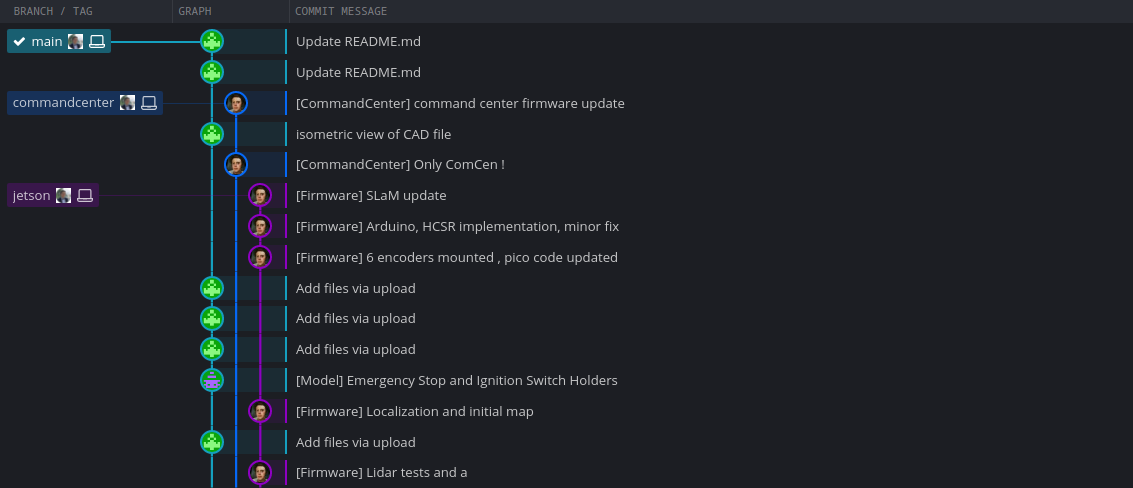 BRANCH / TAG GRAPH COMMIT MESSAGE
main Update README.md
Update README.md
commandcenter [CommandCenter] command center firmware update
isometric view of CAD file
[CommandCenter] Only ComCen !
jetson [Firmware] SLaM update
[Firmware] Arduino, HCSR implementation, minor fix
[Firmware] 6 encoders mounted , pico code updated
Add files via upload
Add files via upload
Add files via upload
[Model] Emergency Stop and Ignition Switch Holders
[Firmware] Localization and initial map
Add files via upload
[Firmware] Lidar tests and a